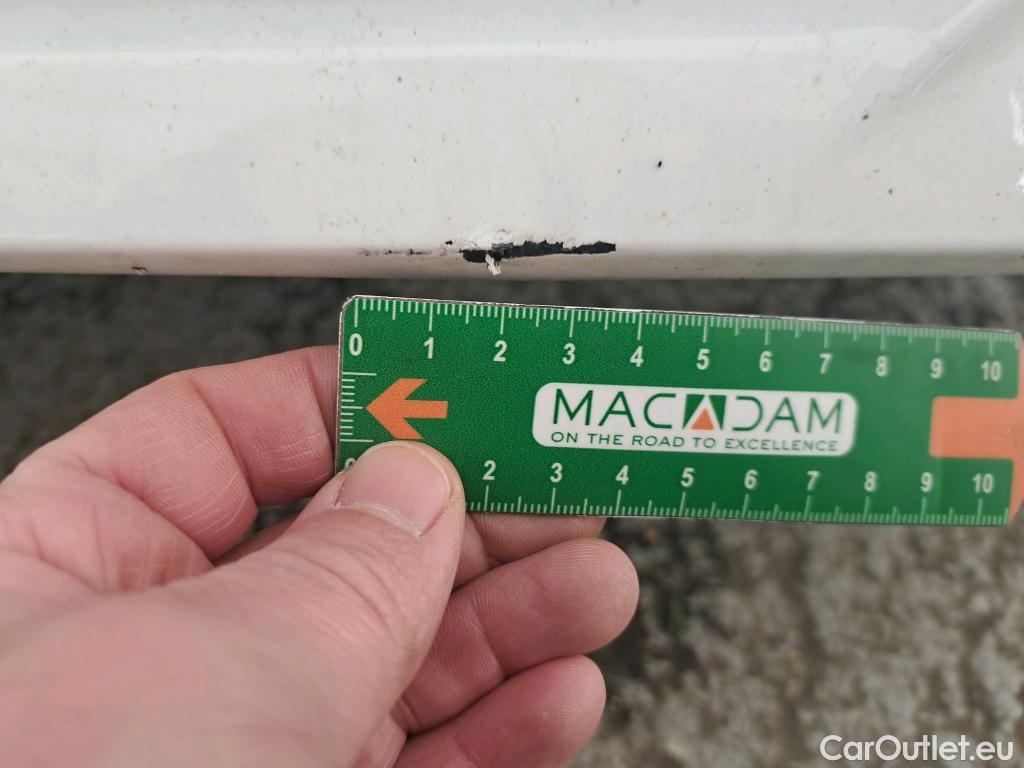 0 1 2 3 4 5 6 7 8 9 10
MACADAM
ON THE ROAD TO EXCELLENCE
2 3 4 5 6 7 8 9 10
CarOutlet.eu